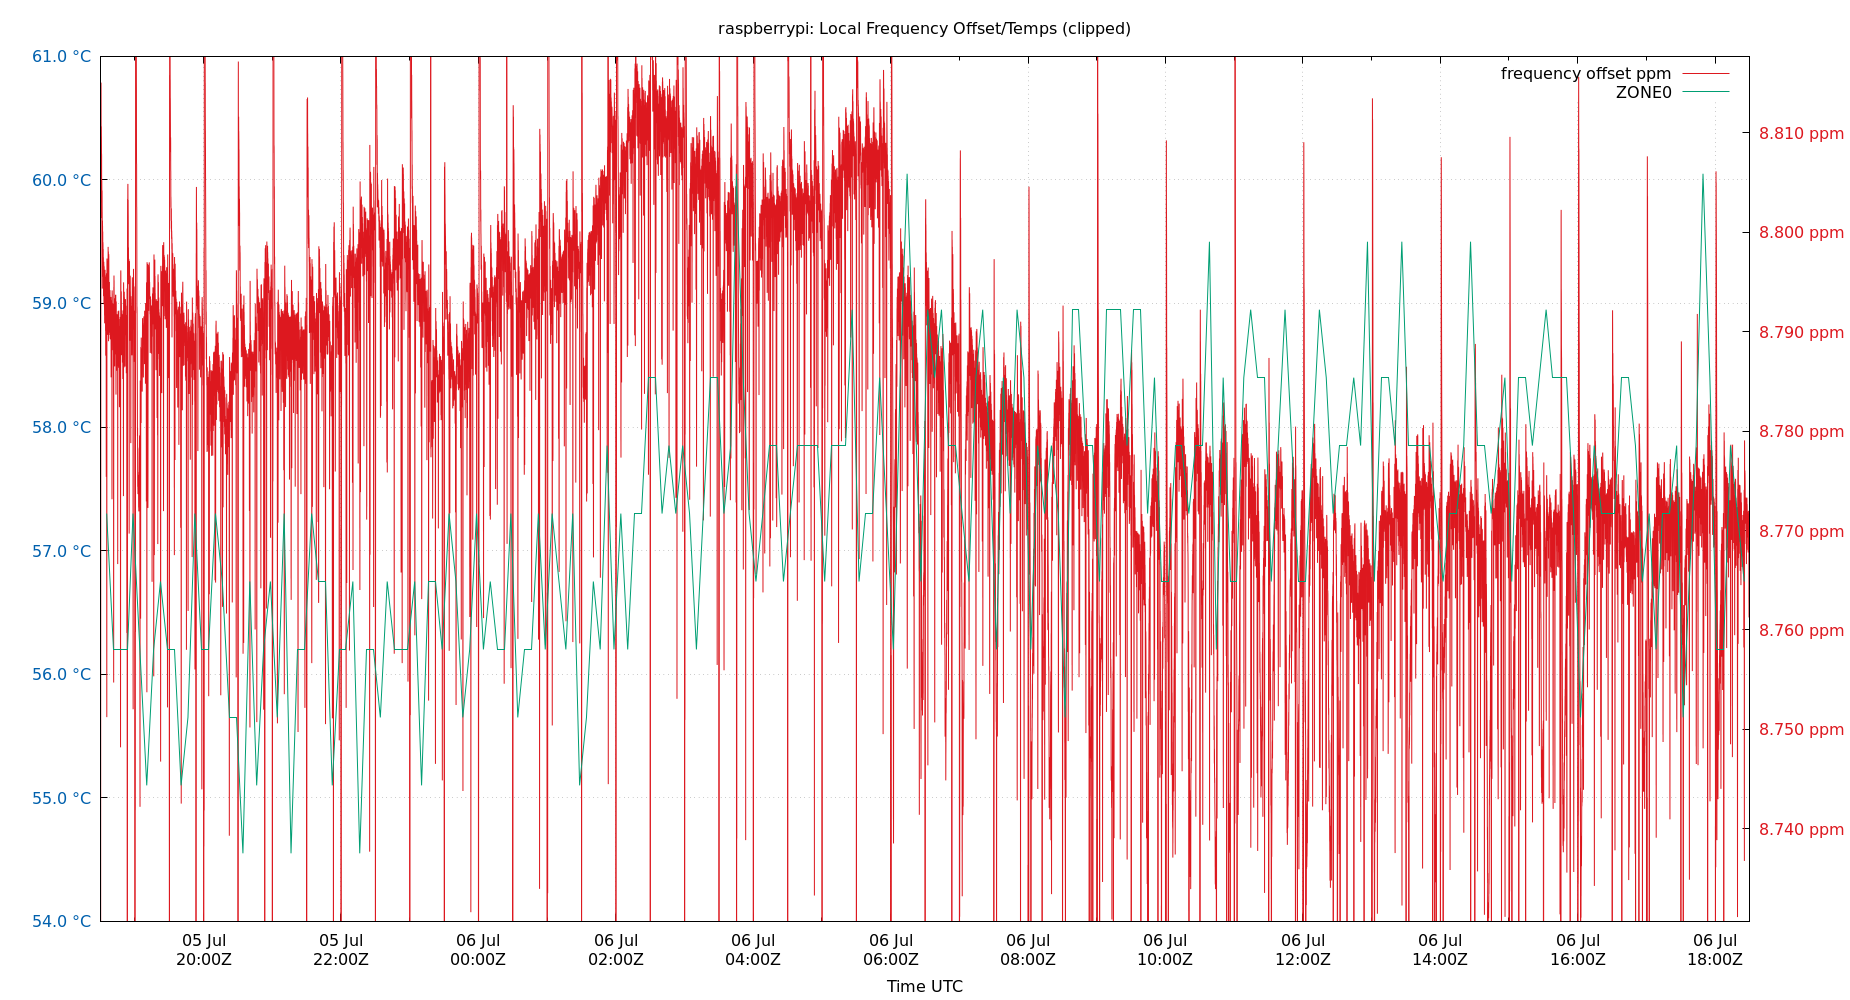 raspberrypi: Local Frequency Offset/Temps (clipped)
frequency offset ppm
ZONE0
61.0 °C
60.0 °C
59.0 °C
58.0 °C
57.0 °C
56.0 °C
55.0 °C
54.0 °C
8.810 ppm
8.800 ppm
8.790 ppm
8.780 ppm
8.770 ppm
8.760 ppm
8.750 ppm
8.740 ppm
05 Jul
20:00Z
05 Jul
22:00Z
06 Jul
00:00Z
06 Jul
02:00Z
06 Jul
04:00Z
06 Jul
06:00Z
06 Jul
08:00Z
06 Jul
10:00Z
06 Jul
12:00Z
06 Jul
14:00Z
06 Jul
16:00Z
06 Jul
18:00Z
Time UTC